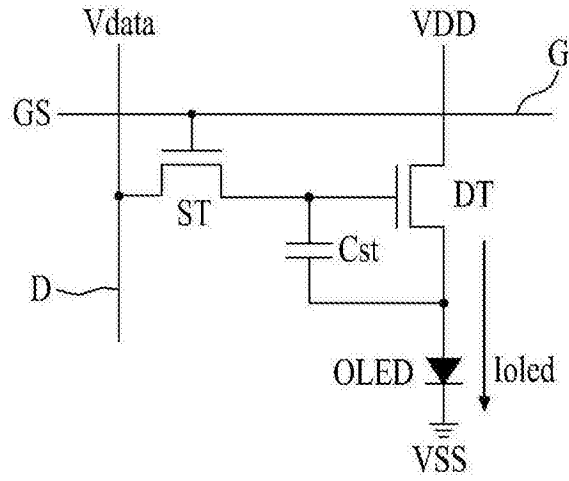 Vdata
VDD
G
GS
ST
DT
Cst
D
OLED
Ioled
VSS